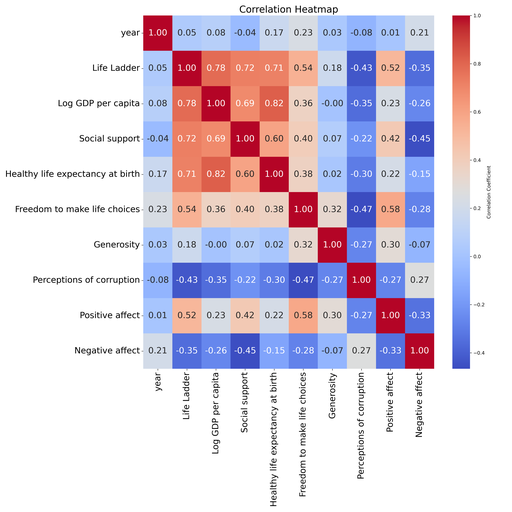 Correlation Heatmap
year 1.00 0.05 0.08 -0.04 0.17 0.23 0.03 -0.08 0.01 0.21
Life Ladder 0.05 1.00 0.78 0.72 0.71 0.54 0.18 -0.43 0.52 -0.35
Log GDP per capita 0.08 0.78 1.00 0.69 0.82 0.36 -0.00 -0.35 0.23 -0.26
Social support -0.04 0.72 0.69 1.00 0.60 0.40 0.07 -0.22 0.42 -0.45
Healthy life expectancy at birth 0.17 0.71 0.82 0.60 1.00 0.38 0.02 -0.30 0.22 -0.15
Freedom to make life choices 0.23 0.54 0.36 0.40 0.38 1.00 0.32 -0.47 0.58 -0.28
Generosity 0.03 0.18 -0.00 0.07 0.02 0.32 1.00 -0.27 0.30 -0.07
Perceptions of corruption -0.08 -0.43 -0.35 -0.22 -0.30 -0.47 -0.27 1.00 -0.27 0.27
Positive affect 0.01 0.52 0.23 0.42 0.22 0.58 0.30 -0.27 1.00 -0.33
Negative affect 0.21 -0.35 -0.26 -0.45 -0.15 -0.28 -0.07 0.27 -0.33 1.00
year
Life Ladder
Log GDP per capita
Social support
Healthy life expectancy at birth
Freedom to make life choices
Generosity
Perceptions of corruption
Positive affect
Negative affect
1.0
0.8
0.6
0.4
0.2
0.0
−0.2
−0.4
Correlation Coefficient